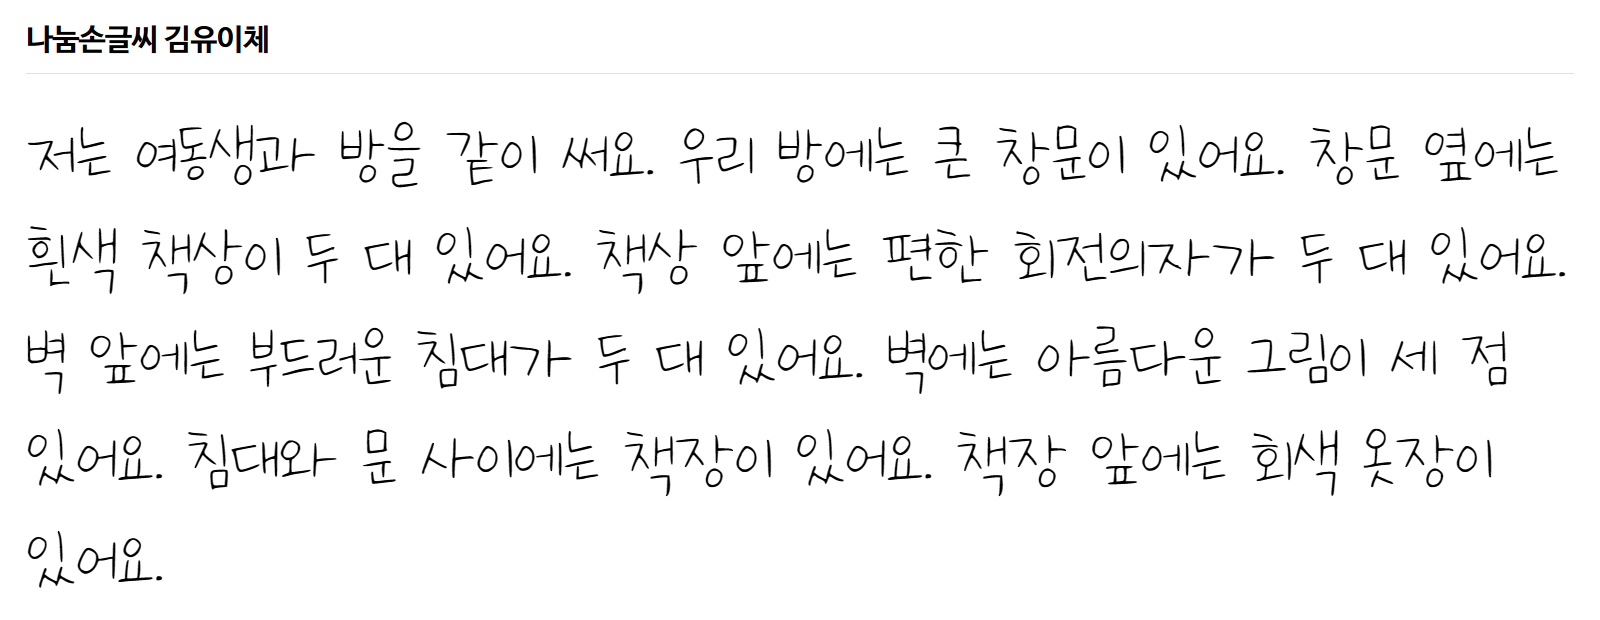 나눔손글씨 김유이체
저는 여동생과 방을 같이 써요. 우리 방에는 큰 창문이 있어요. 창문 옆에는
흰색 책상이 두 대 있어요. 책상 앞에는 편한 회전의자가 두 대 있어요.
벽 앞에는 부드러운 침대가 두 대 있어요. 벽에는 아름다운 그림이 세 점
있어요. 침대와 문 사이에는 책장이 있어요. 책장 앞에는 회색 옷장이
있어요.